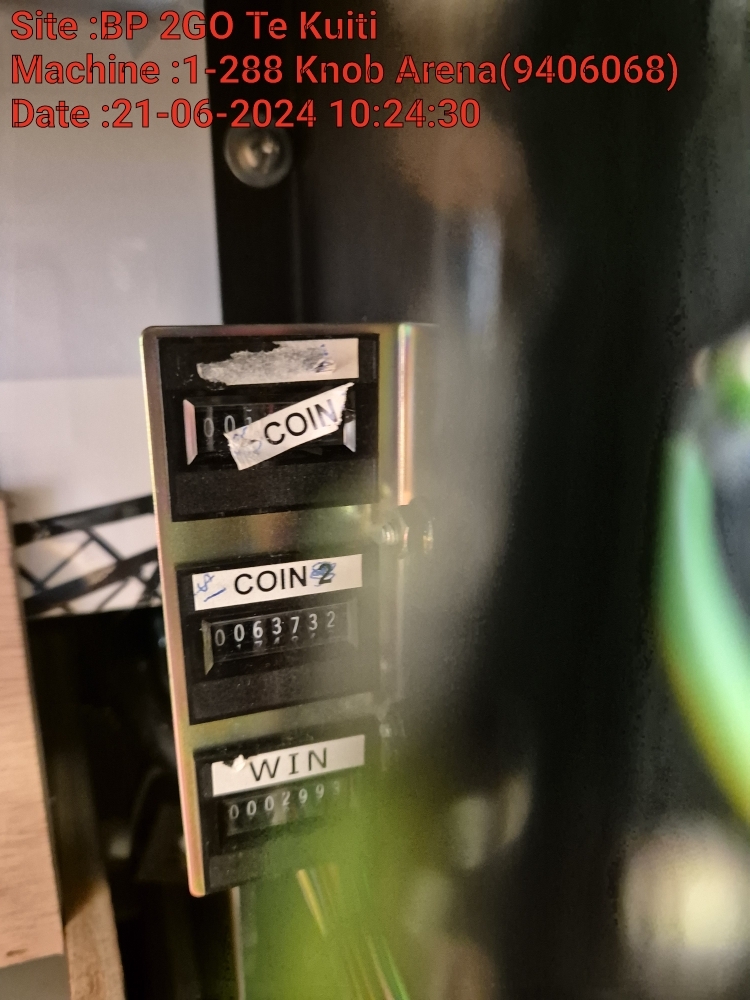 Site :BP 2GO Te Kuiti
Machine :1-288 Knob Arena(9406068)
Date :21-06-2024 10:24:30
COIN
COIN 2
0063732
WIN